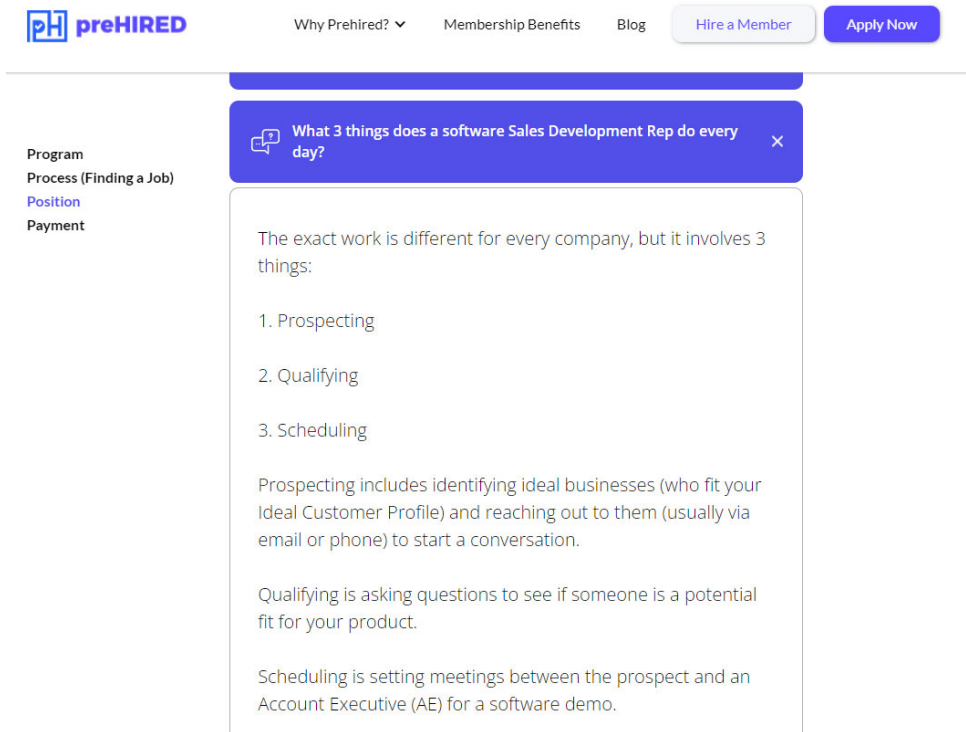 pH preHIRED
Why Prehired?
Membership Benefits
Blog
Hire a Member
Apply Now
Program
Process (Finding a Job)
Position
Payment
What 3 things does a software Sales Development Rep do every
day?
The exact work is different for every company, but it involves 3
things:
1. Prospecting
2. Qualifying
3. Scheduling
Prospecting includes identifying ideal businesses (who fit your
Ideal Customer Profile) and reaching out to them (usually via
email or phone) to start a conversation.
Qualifying is asking questions to see if someone is a potential
fit for your product.
Scheduling is setting meetings between the prospect and an
Account Executive (AE) for a software demo.